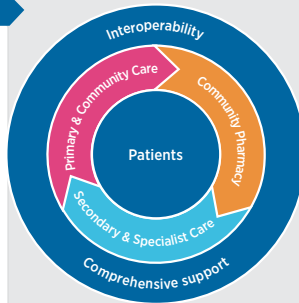 Interoperability
Primary & Community Care
Community Pharmacy
Patients
Secondary & Specialist Care
Comprehensive support